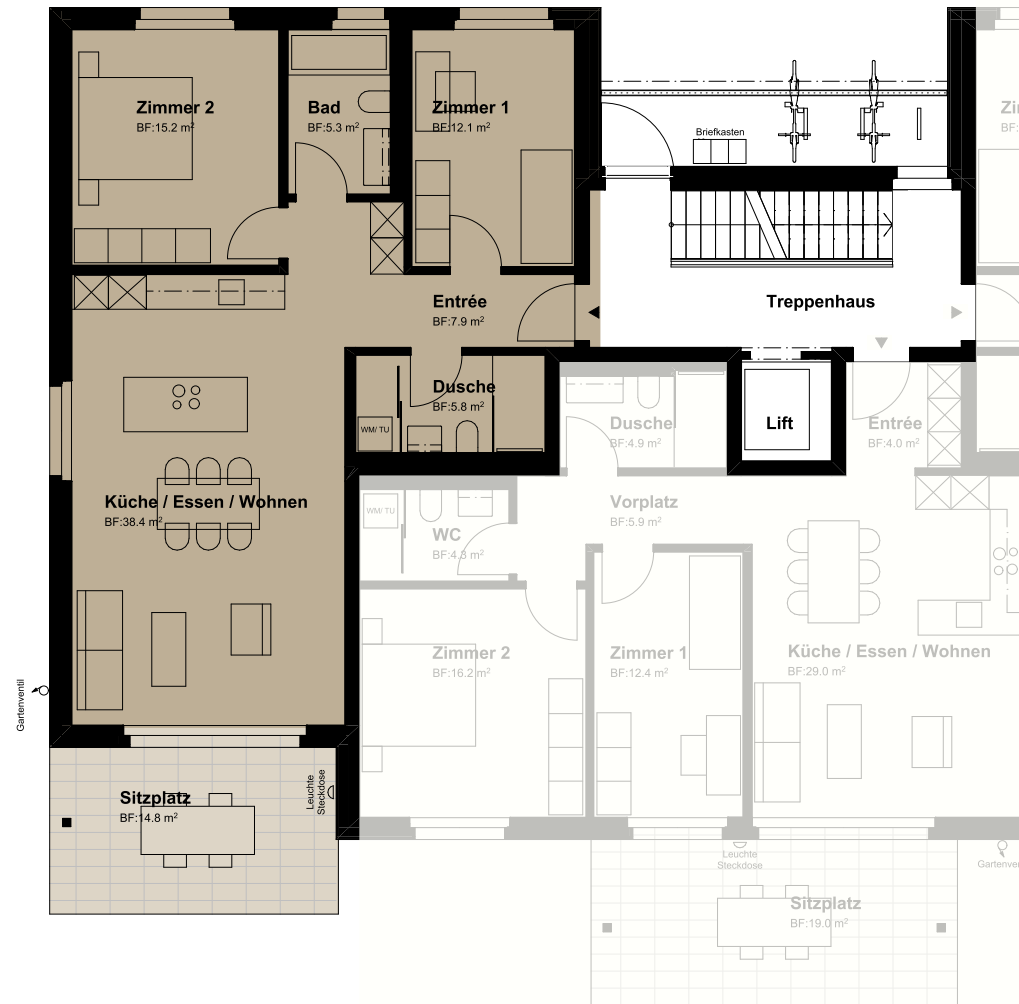 Zimmer 2
BF:15.2 m²
Bad
BF:5.3 m²
Zimmer 1
BF:12.1 m²
Briefkasten
BF:
Entrée
BF:7.9 m²
Treppenhaus
Dusche
BF:5.8 m²
WM/ TU
Dusche
BF:4.9 m²
Lift
Entrée
BF:4.0 m²
Küche / Essen / Wohnen
BF:38.4 m²
WM/ TU
WC
BF:4.3 m²
Vorplatz
BF:5.9 m²
Zimmer 2
BF:16.2 m²
Zimmer 1
BF:12.4 m²
Küche / Essen / Wohnen
BF:29.0 m²
Gartenventil
Sitzplatz
BF:14.8 m²
Leuchte
Steckdose
Leuchte
Steckdose
Sitzplatz
BF:19.0 m²